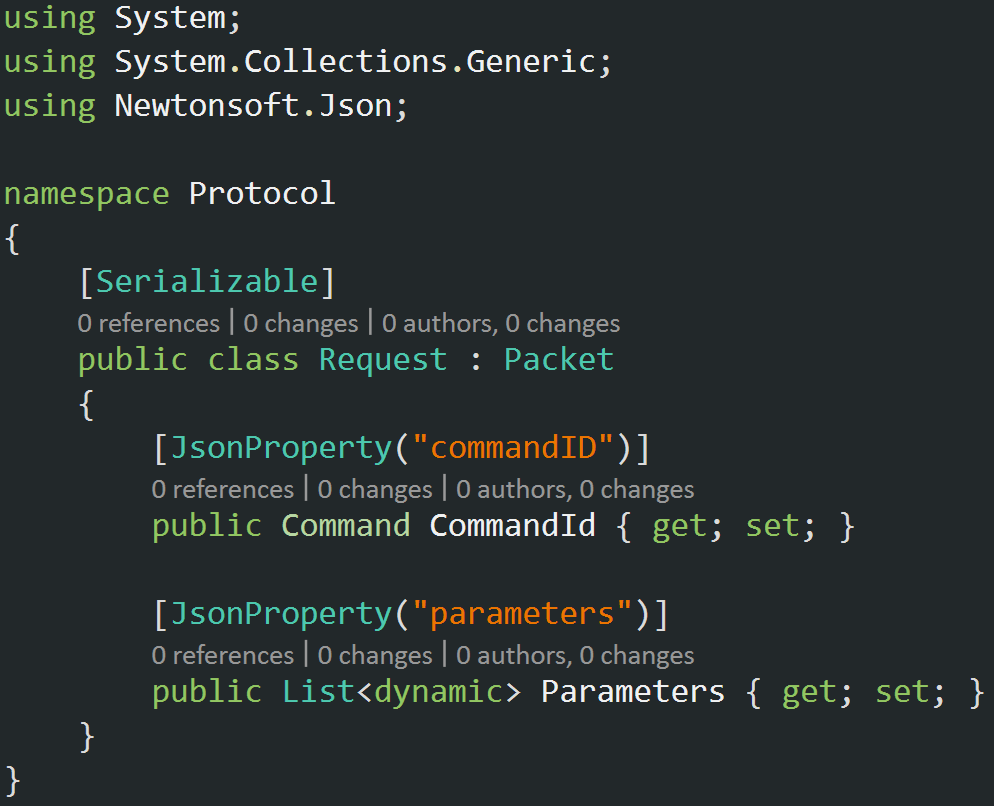 using System;
using System.Collections.Generic;
using Newtonsoft.Json;
namespace Protocol
{
[Serializable]
0 references | 0 changes | 0 authors, 0 changes
public class Request : Packet
{
[JsonProperty("commandID")]
0 references | 0 changes | 0 authors, 0 changes
public Command CommandId { get; set; }
[JsonProperty("parameters")]
0 references | 0 changes | 0 authors, 0 changes
public List<dynamic> Parameters { get; set; }
}
}